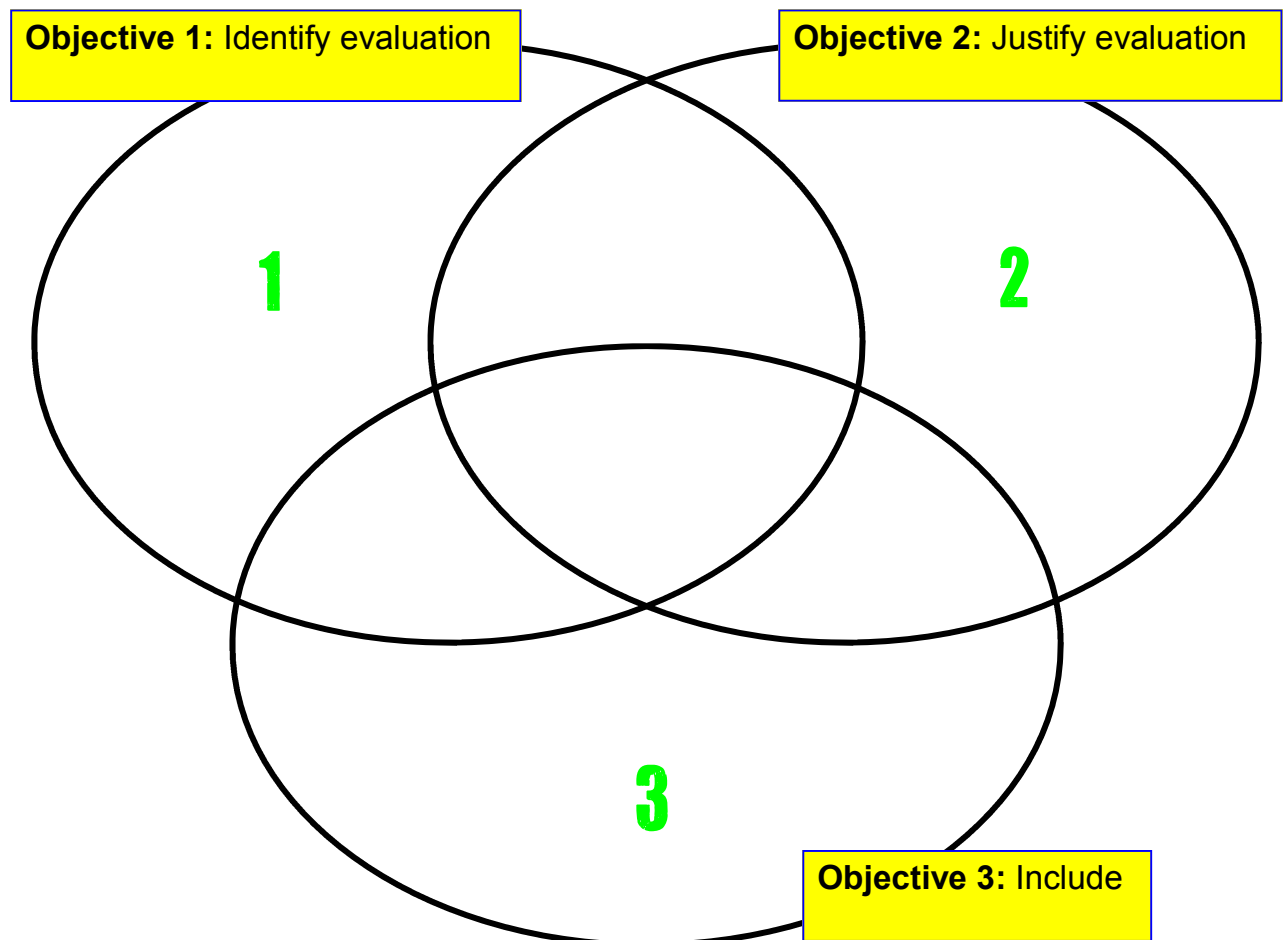 Objective 1: Identify evaluation
Objective 2: Justify evaluation
1
2
3
Objective 3: Include